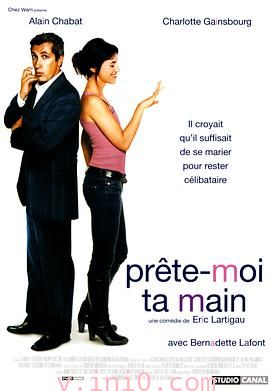 Chez Wam présente
Alain Chabat
Charlotte Gainsbourg
Il croyait
qu'il suffisait
de se marier
pour rester
célibataire
prête-moi
ta main
une comédie de Eric Lartigau
avec Bernadette Lafont
STUDIO CANAL
v.in10.com